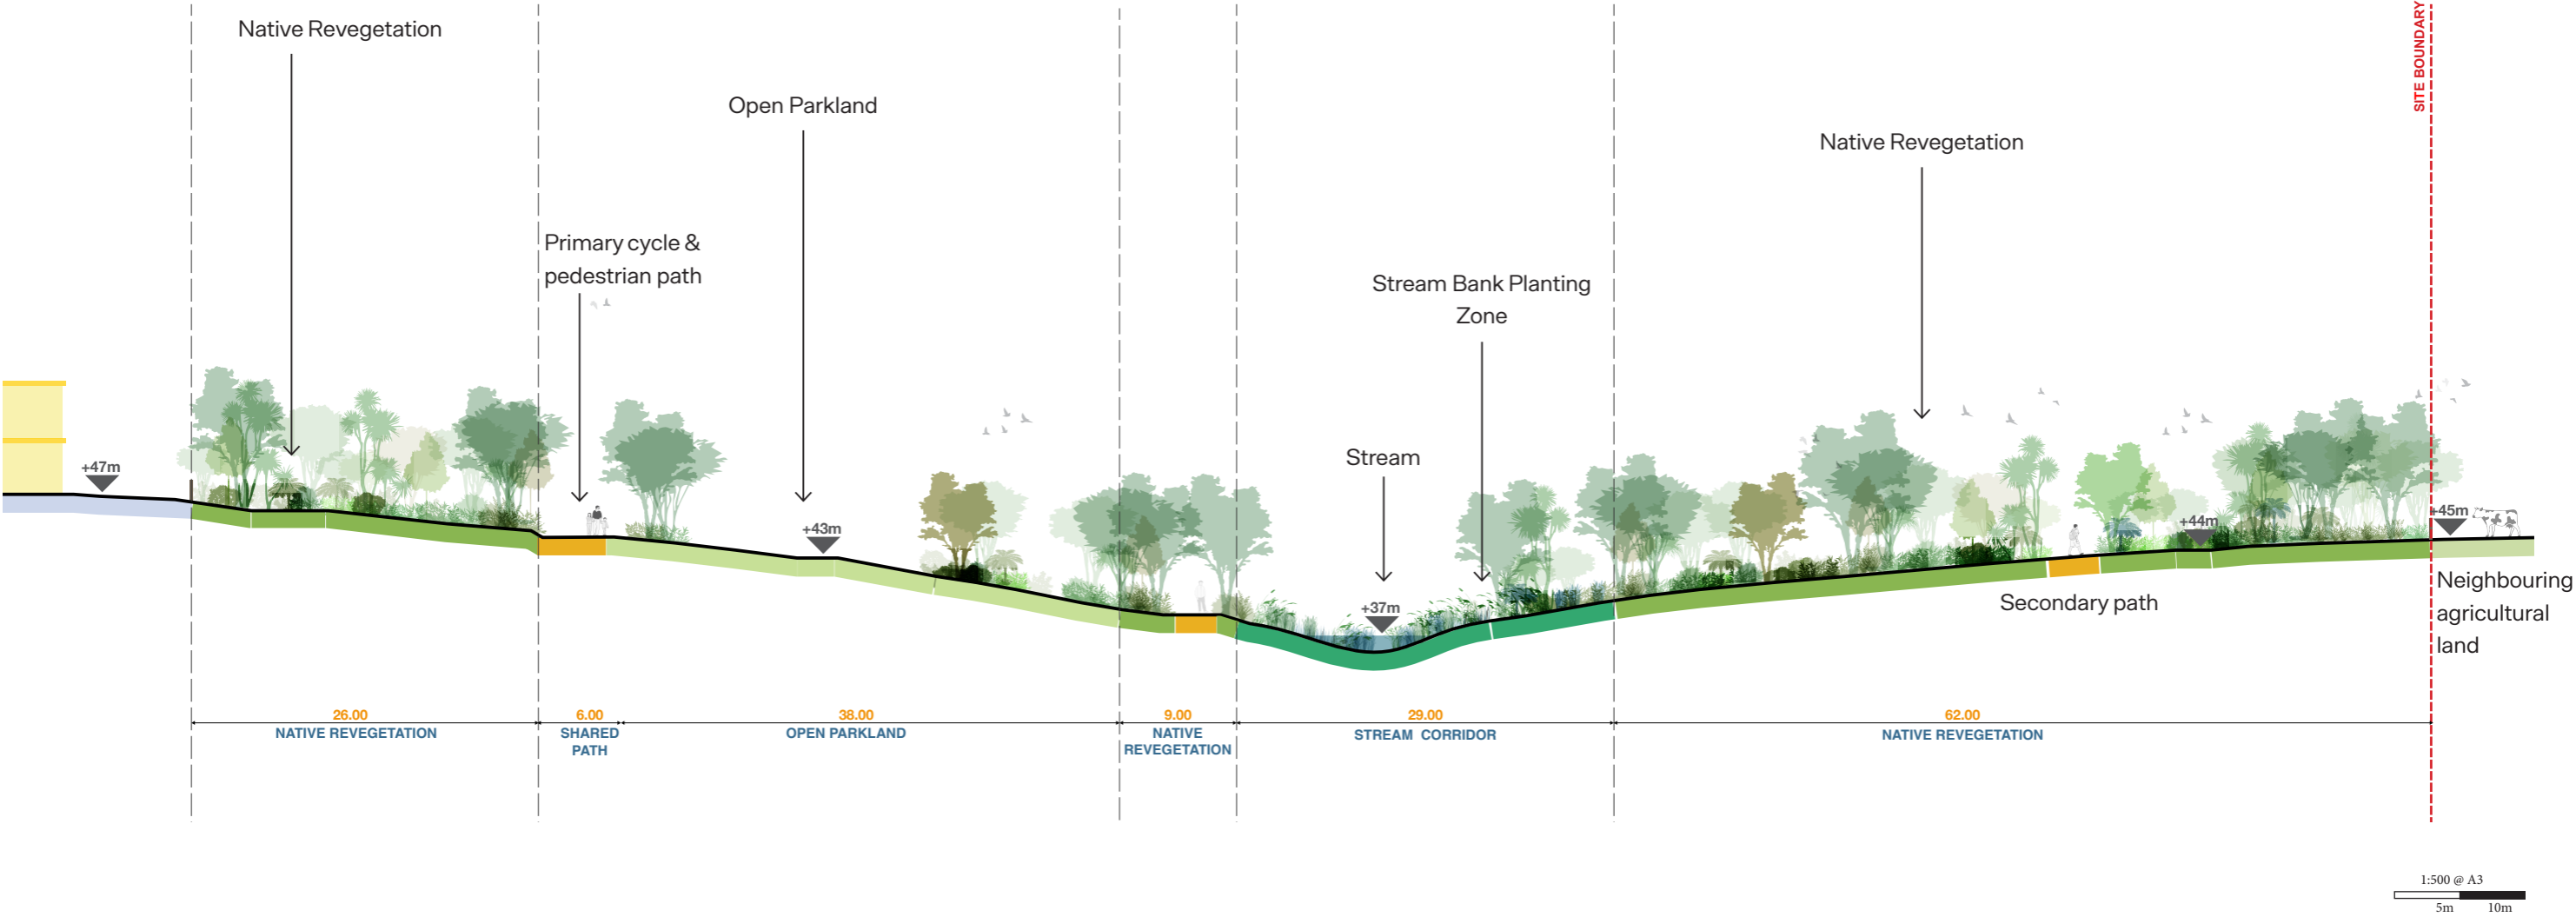 Native Revegetation
SITE BOUNDARY
Open Parkland
Native Revegetation
Primary cycle &
pedestrian path
Stream Bank Planting
Zone
Stream
+47m
+43m
+37m
+44m
+45m
Secondary path
Neighbouring
agricultural
land
26.00
NATIVE REVEGETATION
6.00
SHARED
PATH
38.00
OPEN PARKLAND
9.00
NATIVE
REVEGETATION
29.00
STREAM CORRIDOR
62.00
NATIVE REVEGETATION
1:500 @ A3
5m 10m